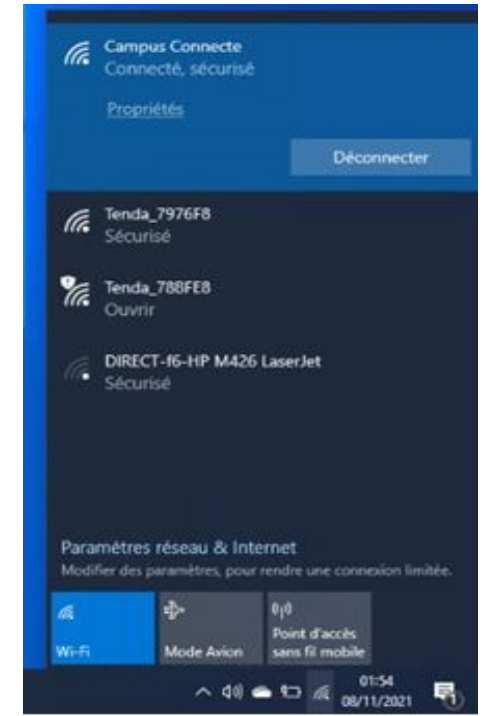 Campus Connecte
Connecté, sécurisé
Propriétés
Déconnecter
Tenda_7976F8
Sécurisé
Tenda_788FE8
Ouvrir
DIRECT-f6-HP M426 LaserJet
Sécurisé
Paramètres réseau & Internet
Modifier des paramètres, pour rendre une connexion limitée.
Wi-Fi
Mode Avion
Point d'accès
sans fil mobile
01:54
08/11/2021
1